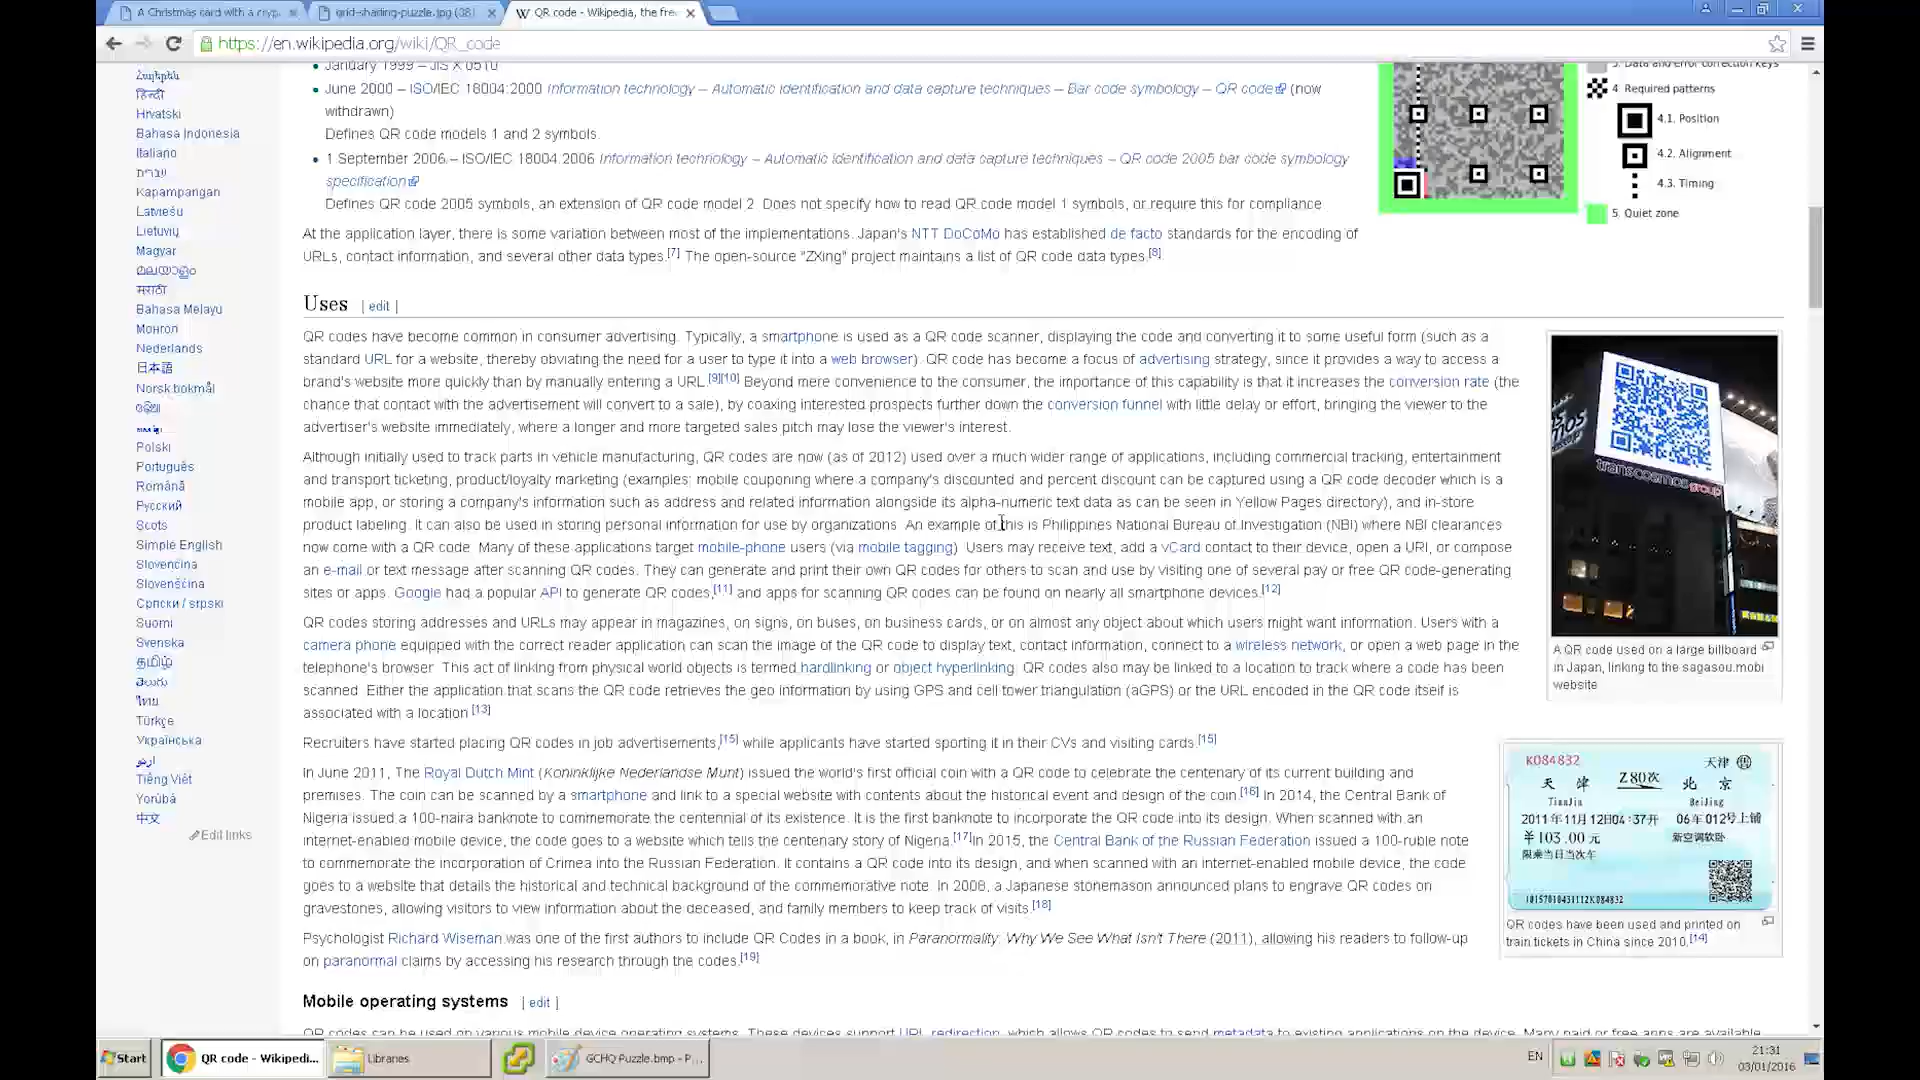 A Christmas card with a cryp
grid-shading-puzzle.jpg (08)
QR code - Wikipedia, the fre
https://en.wikipedia.org/wiki/QR_code
Հայերեն
हिन्दी
Hrvatski
Bahasa Indonesia
Italiano
עברית
Kapampangan
Latviešu
Lietuvių
Magyar
മലയാളം
मराठी
Bahasa Melayu
Монгол
Nederlands
日本語
Norsk bokmål
ଓଡ଼ିଆ
Polski
Português
Română
Русский
Scots
Simple English
Slovenčina
Slovenščina
Српски / srpski
Suomi
Svenska
தமிழ்
తెలుగు
ไทย
Türkçe
Українська
اردو
Tiếng Việt
Yorùbá
中文
Edit links
January 1999 – JIS X 0510
June 2000 – ISO/IEC 18004:2000 Information technology – Automatic identification and data capture techniques – Bar code symbology – QR code (now
withdrawn)
Defines QR code models 1 and 2 symbols.
1 September 2006 – ISO/IEC 18004:2006 Information technology – Automatic identification and data capture techniques – QR code 2005 bar code symbology
specification
Defines QR code 2005 symbols, an extension of QR code model 2. Does not specify how to read QR code model 1 symbols, or require this for compliance.
At the application layer, there is some variation between most of the implementations. Japan's NTT DoCoMo has established de facto standards for the encoding of
URLs, contact information, and several other data types.[7] The open-source "ZXing" project maintains a list of QR code data types.[8]
3. Data and error correction keys
4. Required patterns
4.1. Position
4.2. Alignment
4.3. Timing
5. Quiet zone
Uses [ edit ]
QR codes have become common in consumer advertising. Typically, a smartphone is used as a QR code scanner, displaying the code and converting it to some useful form (such as a
standard URL for a website, thereby obviating the need for a user to type it into a web browser). QR code has become a focus of advertising strategy, since it provides a way to access a
brand's website more quickly than by manually entering a URL.[9][10] Beyond mere convenience to the consumer, the importance of this capability is that it increases the conversion rate (the
chance that contact with the advertisement will convert to a sale), by coaxing interested prospects further down the conversion funnel with little delay or effort, bringing the viewer to the
advertiser's website immediately, where a longer and more targeted sales pitch may lose the viewer's interest.
Although initially used to track parts in vehicle manufacturing, QR codes are now (as of 2012) used over a much wider range of applications, including commercial tracking, entertainment
and transport ticketing, product/loyalty marketing (examples: mobile couponing where a company's discounted and percent discount can be captured using a QR code decoder which is a
mobile app, or storing a company's information such as address and related information alongside its alpha-numeric text data as can be seen in Yellow Pages directory), and in-store
product labeling. It can also be used in storing personal information for use by organizations. An example of this is Philippines National Bureau of Investigation (NBI) where NBI clearances
now come with a QR code. Many of these applications target mobile-phone users (via mobile tagging). Users may receive text, add a vCard contact to their device, open a URI, or compose
an e-mail or text message after scanning QR codes. They can generate and print their own QR codes for others to scan and use by visiting one of several pay or free QR code-generating
sites or apps. Google had a popular API to generate QR codes,[11] and apps for scanning QR codes can be found on nearly all smartphone devices.[12]
QR codes storing addresses and URLs may appear in magazines, on signs, on buses, on business cards, or on almost any object about which users might want information. Users with a
camera phone equipped with the correct reader application can scan the image of the QR code to display text, contact information, connect to a wireless network, or open a web page in the
telephone's browser. This act of linking from physical world objects is termed hardlinking or object hyperlinking. QR codes also may be linked to a location to track where a code has been
scanned. Either the application that scans the QR code retrieves the geo information by using GPS and cell tower triangulation (aGPS) or the URL encoded in the QR code itself is
associated with a location.[13]
Recruiters have started placing QR codes in job advertisements,[15] while applicants have started sporting it in their CVs and visiting cards.[15]
In June 2011, The Royal Dutch Mint (Koninklijke Nederlandse Munt) issued the world's first official coin with a QR code to celebrate the centenary of its current building and
premises. The coin can be scanned by a smartphone and link to a special website with contents about the historical event and design of the coin.[16] In 2014, the Central Bank of
Nigeria issued a 100-naira banknote to commemorate the centennial of its existence. It is the first banknote to incorporate the QR code into its design. When scanned with an
internet-enabled mobile device, the code goes to a website which tells the centenary story of Nigeria.[17]In 2015, the Central Bank of the Russian Federation issued a 100-ruble note
to commemorate the incorporation of Crimea into the Russian Federation. It contains a QR code into its design, and when scanned with an internet-enabled mobile device, the code
goes to a website that details the historical and technical background of the commemorative note. In 2008, a Japanese stonemason announced plans to engrave QR codes on
gravestones, allowing visitors to view information about the deceased, and family members to keep track of visits.[18]
Psychologist Richard Wiseman was one of the first authors to include QR Codes in a book, in Paranormality: Why We See What Isn't There (2011), allowing his readers to follow-up
on paranormal claims by accessing his research through the codes.[19]
Mobile operating systems [ edit ]
QR codes can be used on various mobile device operating systems. These devices support URL redirection, which allows QR codes to send metadata to existing applications on the device. Many paid or free apps are available
transcosmos group
A QR code used on a large billboard
in Japan, linking to the sagasou.mobi
website
K084832 天津 售
天 津 Z80次 北 京
TianJin BeiJing
2011年11月12日04:37开 06车012号上铺
￥103.00元 新空调软卧
限乘当日当次车
10157010431112K084832
QR codes have been used and printed on
train tickets in China since 2010.[14]
Start
QR code - Wikipedi...
Libraries
GCHQ Puzzle.bmp - P...
EN
21:31
03/01/2016